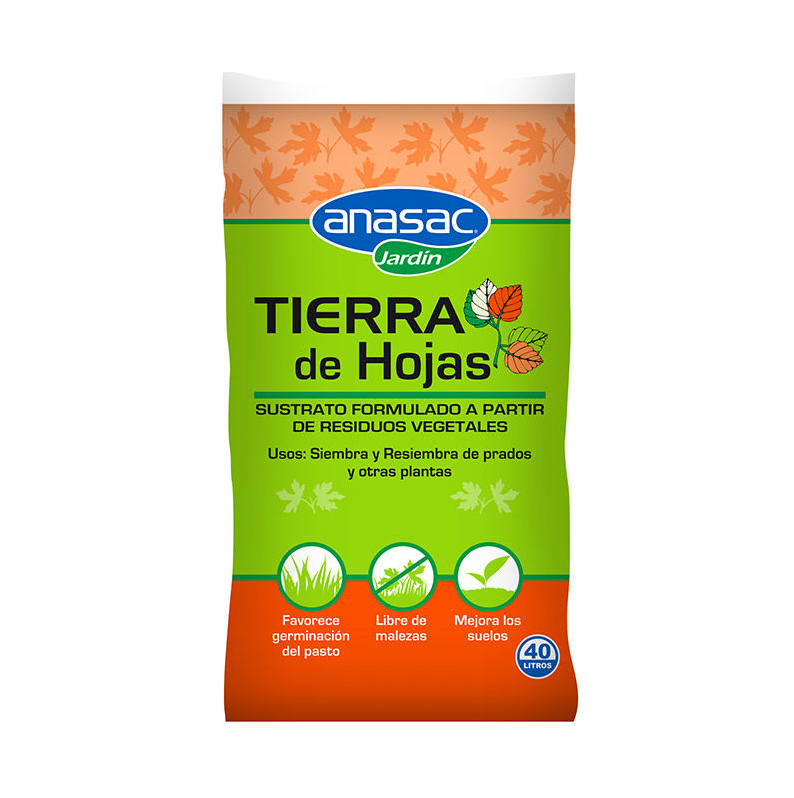 anasac®
Jardín
TIERRA
de Hojas
SUSTRATO FORMULADO A PARTIR
DE RESIDUOS VEGETALES
Usos: Siembra y Resiembra de prados
y otras plantas
Favorece
germinación
del pasto
Libre de
malezas
Mejora los
suelos
40
LITROS